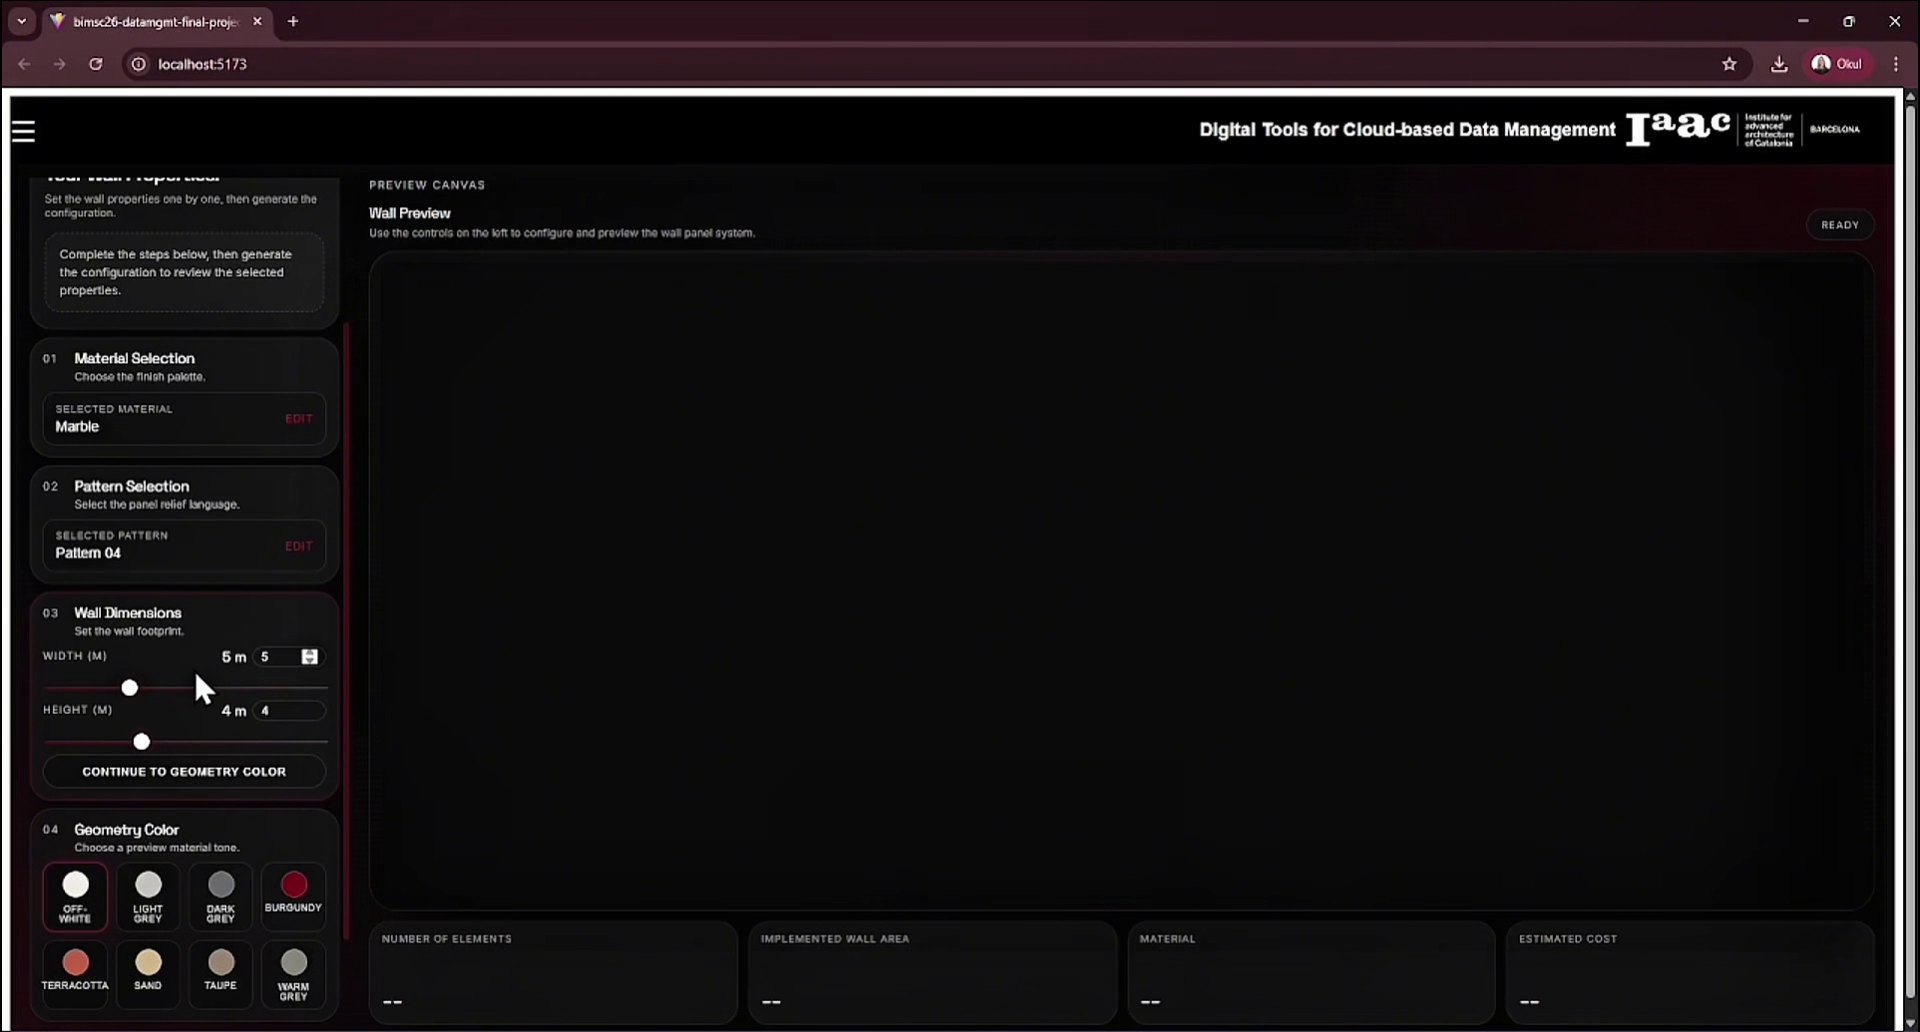 bimsc26-datamgmt-final-proje
localhost:5173
Okul
Digital Tools for Cloud-based Data Management
Iaac
Institute for
advanced
architecture
of Catalonia
BARCELONA
Your Wall Properties.
Set the wall properties one by one, then generate the
configuration.
Complete the steps below, then generate
the configuration to review the selected
properties.
01 Material Selection
Choose the finish palette.
SELECTED MATERIAL
Marble
EDIT
02 Pattern Selection
Select the panel relief language.
SELECTED PATTERN
Pattern 04
EDIT
03 Wall Dimensions
Set the wall footprint.
WIDTH (M) 5 m 5
HEIGHT (M) 4 m 4
CONTINUE TO GEOMETRY COLOR
04 Geometry Color
Choose a preview material tone.
OFF-
WHITE
LIGHT
GREY
DARK
GREY
BURGUNDY
TERRACOTTA
SAND
TAUPE
WARM
GREY
PREVIEW CANVAS
Wall Preview
Use the controls on the left to configure and preview the wall panel system.
READY
NUMBER OF ELEMENTS
--
IMPLEMENTED WALL AREA
--
MATERIAL
--
ESTIMATED COST
--